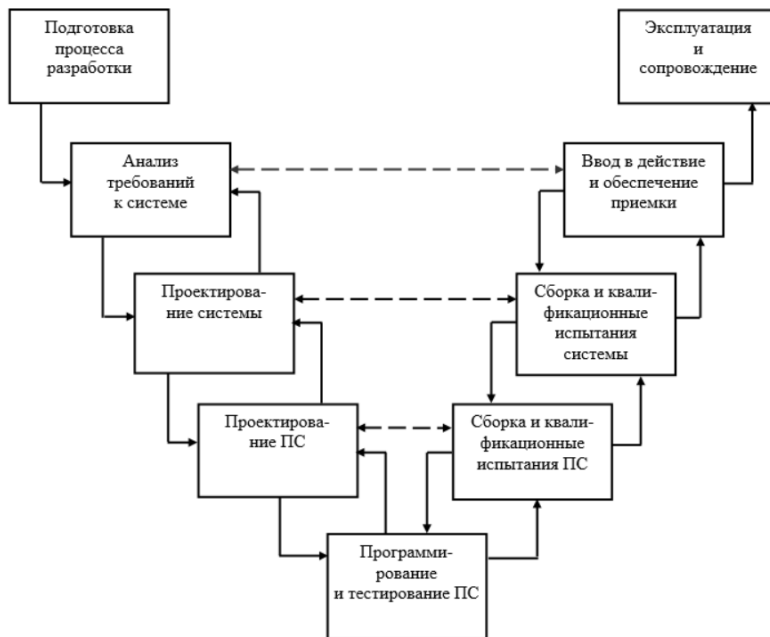 Подготовка
процесса
разработки
Эксплуатация
и
сопровождение
Анализ
требований
к системе
Ввод в действие
и обеспечение
приемки
Проектирова-
ние системы
Сборка и квали-
фикационные
испытания
системы
Проектирова-
ние ПС
Сборка и квали-
фикационные
испытания ПС
Программи-
рование
и тестирование ПС